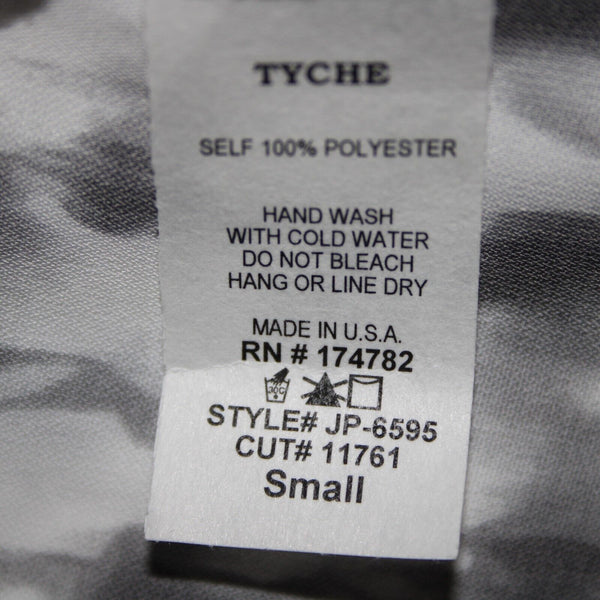 TYCHE
SELF 100% POLYESTER
HAND WASH
WITH COLD WATER
DO NOT BLEACH
HANG OR LINE DRY
MADE IN U.S.A.
RN # 174782
30C
STYLE# JP-6595
CUT# 11761
Small